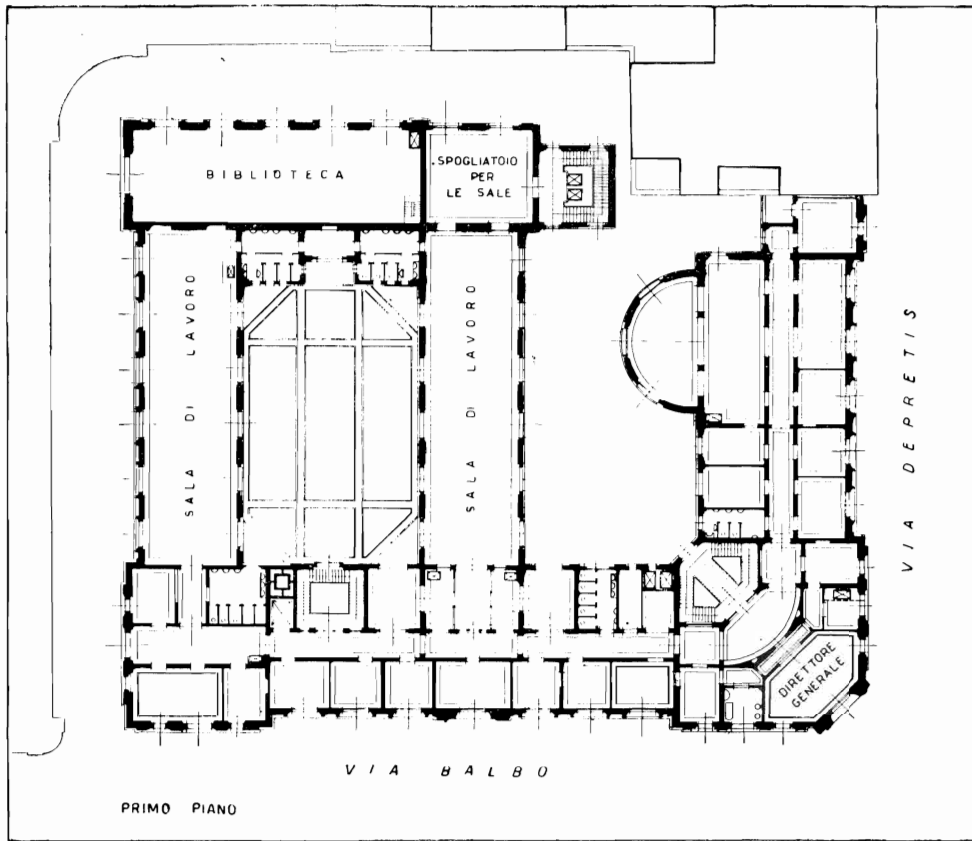 BIBLIOTECA
SPOGLIATOIO
PER
LE SALE
SALA DI LAVORO
SALA DI LAVORO
VIA DEPRETIS
DIRETTORE
GENERALE
VIA BALBO
PRIMO PIANO